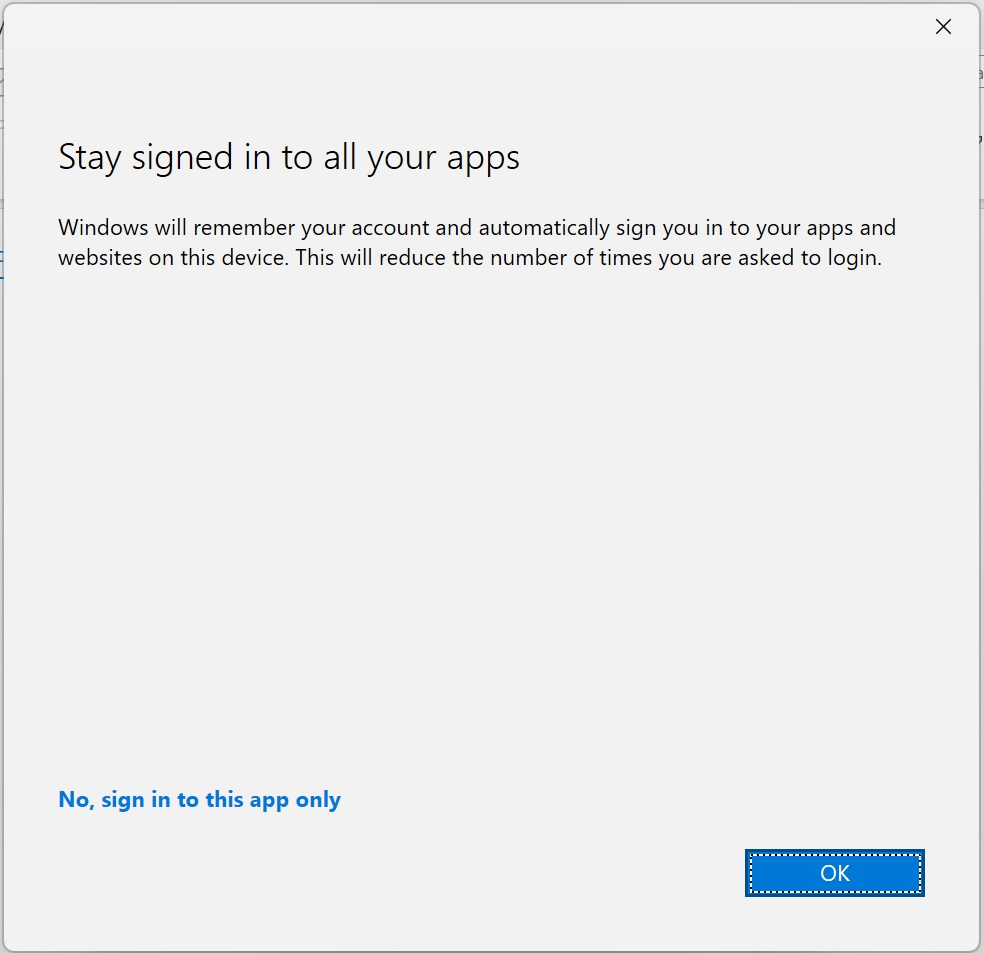 Stay signed in to all your apps
Windows will remember your account and automatically sign you in to your apps and
websites on this device. This will reduce the number of times you are asked to login.
No, sign in to this app only
OK